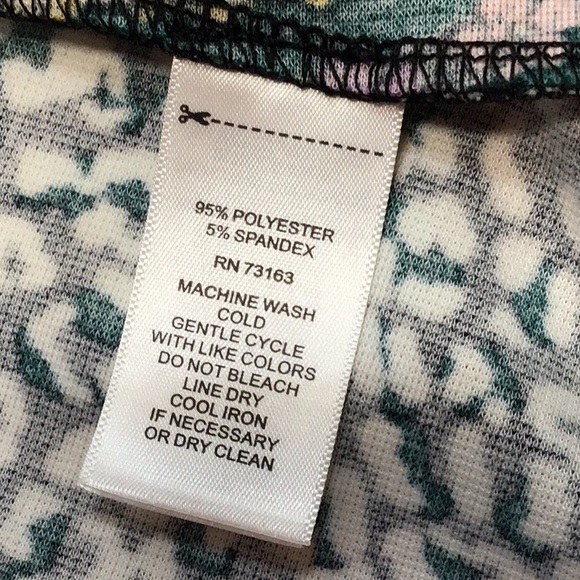 95% POLYESTER
5% SPANDEX
RN 73163
MACHINE WASH
COLD
GENTLE CYCLE
WITH LIKE COLORS
DO NOT BLEACH
LINE DRY
COOL IRON
IF NECESSARY
OR DRY CLEAN